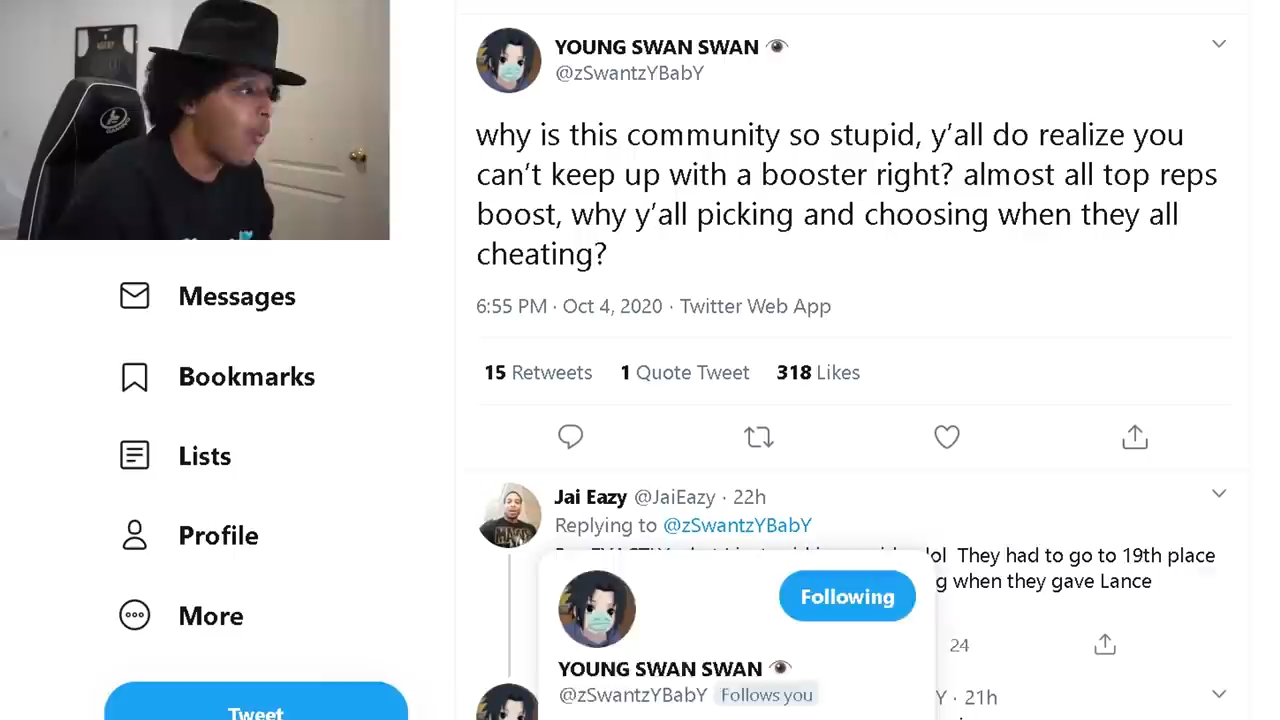 YOUNG SWAN SWAN
@zSwantzYBabY
why is this community so stupid, y'all do realize you
can't keep up with a booster right? almost all top reps
boost, why y'all picking and choosing when they all
cheating?
6:55 PM · Oct 4, 2020 · Twitter Web App
15 Retweets 1 Quote Tweet 318 Likes
Messages
Bookmarks
Lists
Profile
More
Tweet
Jai Eazy @JaiEazy · 22h
Replying to @zSwantzYBabY
lol They had to go to 19th place
when they gave Lance
24
Following
YOUNG SWAN SWAN
@zSwantzYBabY Follows you
Y · 21h